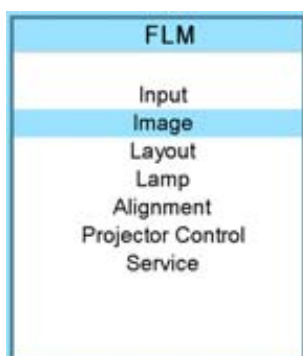 FLM
Input
Image
Layout
Lamp
Alignment
Projector Control
Service